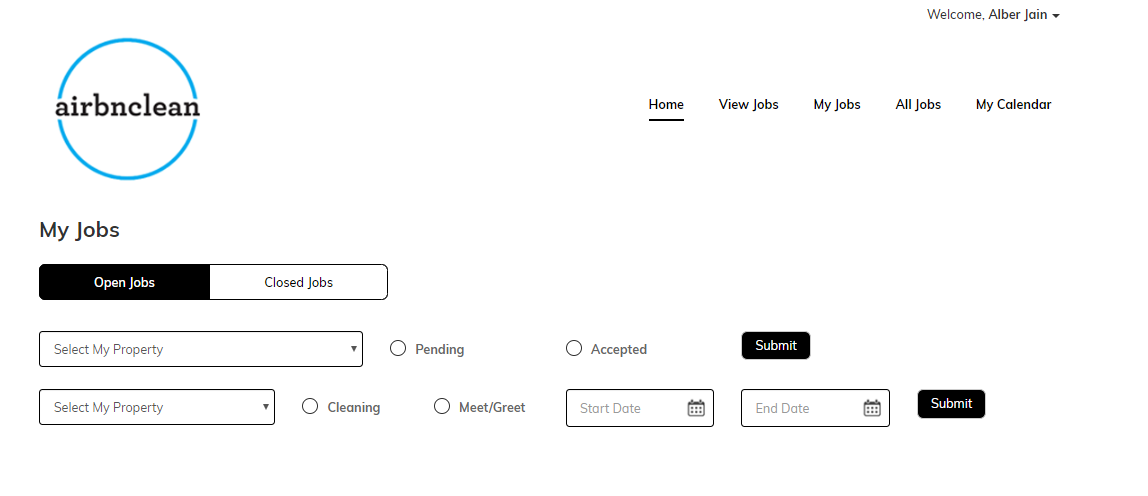 Welcome, Alber Jain
airbnclean
Home View Jobs My Jobs All Jobs My Calendar
My Jobs
Open Jobs Closed Jobs
Select My Property Pending Accepted Submit
Select My Property Cleaning Meet/Greet Start Date End Date Submit